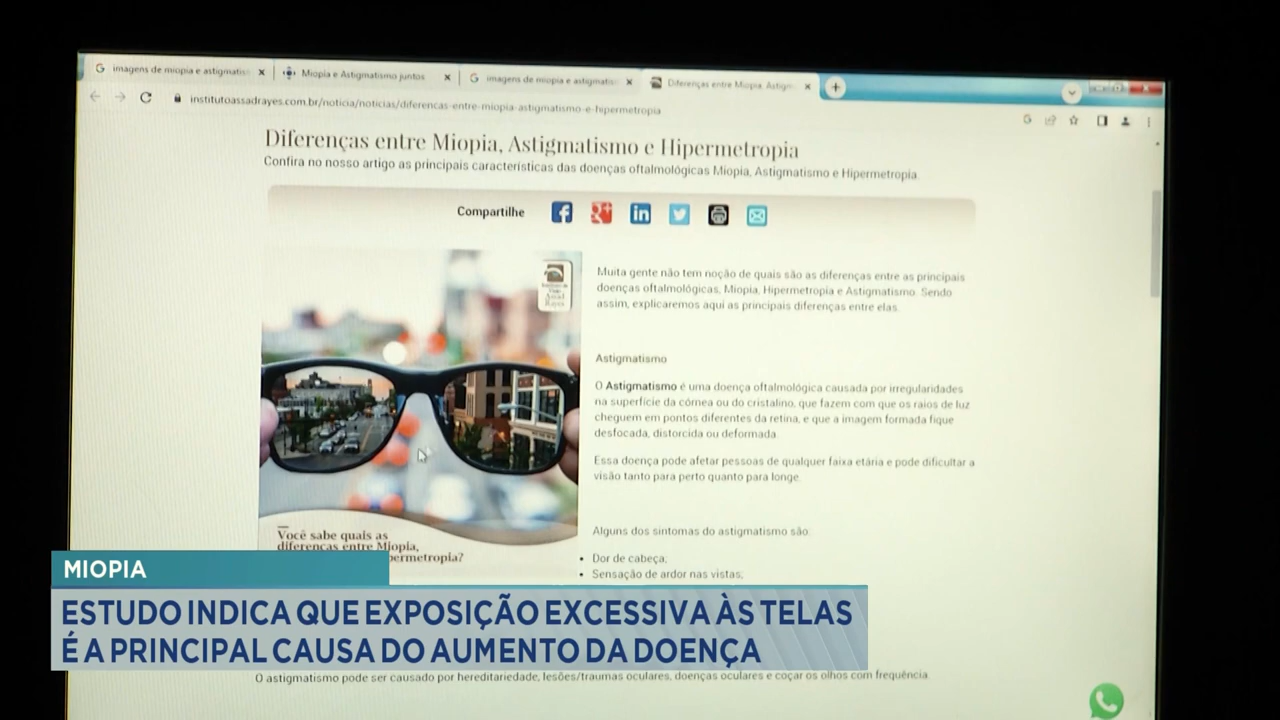 imagens de miopia e astigmatis
Miopia e Astigmatismo juntos
imagens de miopia e astigmatis
Diferenças entre Miopia, Astig
institutoassadrayes.com.br/noticia/noticias/diferencas-entre-miopia-astigmatismo-e-hipermetropia
Diferenças entre Miopia, Astigmatismo e Hipermetropia
Confira no nosso artigo as principais características das doenças oftalmológicas Miopia, Astigmatismo e Hipermetropia.
Compartilhe
Muita gente não tem noção de quais são as diferenças entre as principais
doenças oftalmológicas, Miopia, Hipermetropia e Astigmatismo. Sendo
assim, explicaremos aqui as principais diferenças entre elas.
Astigmatismo
O Astigmatismo é uma doença oftalmológica causada por irregularidades
na superfície da córnea ou do cristalino, que fazem com que os raios de luz
cheguem em pontos diferentes da retina, e que a imagem formada fique
desfocada, distorcida ou deformada.
Essa doença pode afetar pessoas de qualquer faixa etária e pode dificultar a
visão tanto para perto quanto para longe.
Você sabe quais as
diferenças entre Miopia,
permetropia?
Alguns dos sintomas do astigmatismo são:
• Dor de cabeça;
• Sensação de ardor nas vistas;
MIOPIA
ESTUDO INDICA QUE EXPOSIÇÃO EXCESSIVA ÀS TELAS
É A PRINCIPAL CAUSA DO AUMENTO DA DOENÇA
O astigmatismo pode ser causado por hereditariedade, lesões/traumas oculares, doenças oculares e coçar os olhos com frequência.